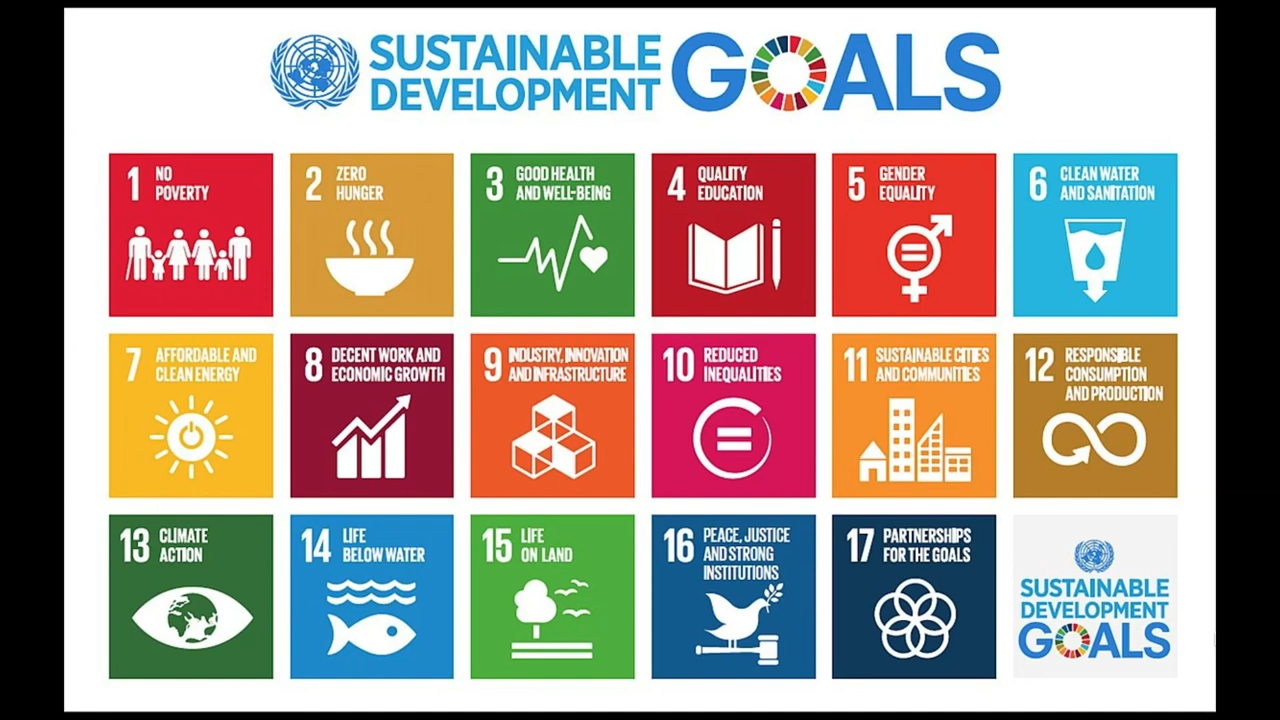 SUSTAINABLE
DEVELOPMENT
GOALS
1 NO
POVERTY
2 ZERO
HUNGER
3 GOOD HEALTH
AND WELL-BEING
4 QUALITY
EDUCATION
5 GENDER
EQUALITY
6 CLEAN WATER
AND SANITATION
7 AFFORDABLE AND
CLEAN ENERGY
8 DECENT WORK AND
ECONOMIC GROWTH
9 INDUSTRY, INNOVATION
AND INFRASTRUCTURE
10 REDUCED
INEQUALITIES
11 SUSTAINABLE CITIES
AND COMMUNITIES
12 RESPONSIBLE
CONSUMPTION
AND PRODUCTION
13 CLIMATE
ACTION
14 LIFE
BELOW WATER
15 LIFE
ON LAND
16 PEACE, JUSTICE
AND STRONG
INSTITUTIONS
17 PARTNERSHIPS
FOR THE GOALS
SUSTAINABLE
DEVELOPMENT
GOALS